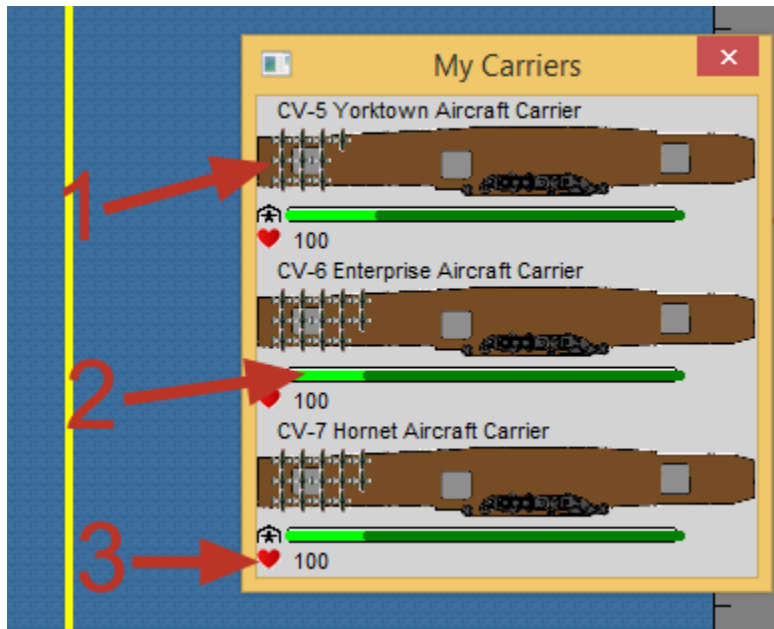 My Carriers
CV-5 Yorktown Aircraft Carrier
1
100
CV-6 Enterprise Aircraft Carrier
2
100
CV-7 Hornet Aircraft Carrier
3
100